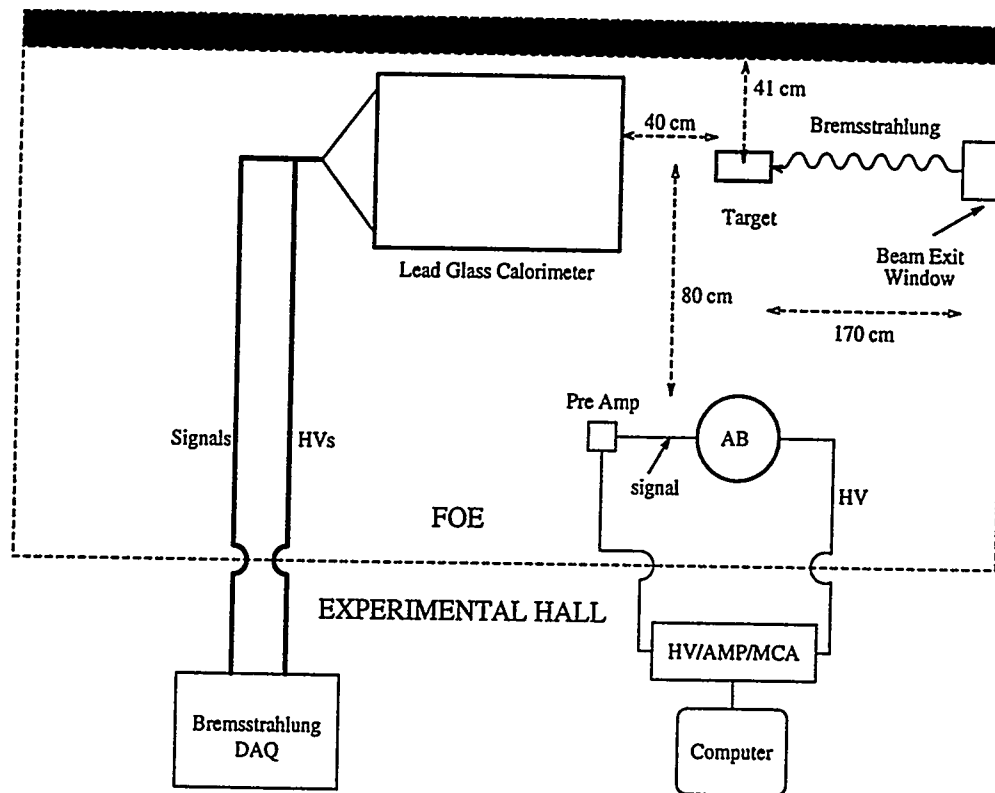 41 cm
40 cm
Bremsstrahlung
Target
Beam Exit
Window
Lead Glass Calorimeter
80 cm
170 cm
Pre Amp
AB
Signals
HVs
signal
HV
FOE
EXPERIMENTAL HALL
HV/AMP/MCA
Bremsstrahlung
DAQ
Computer